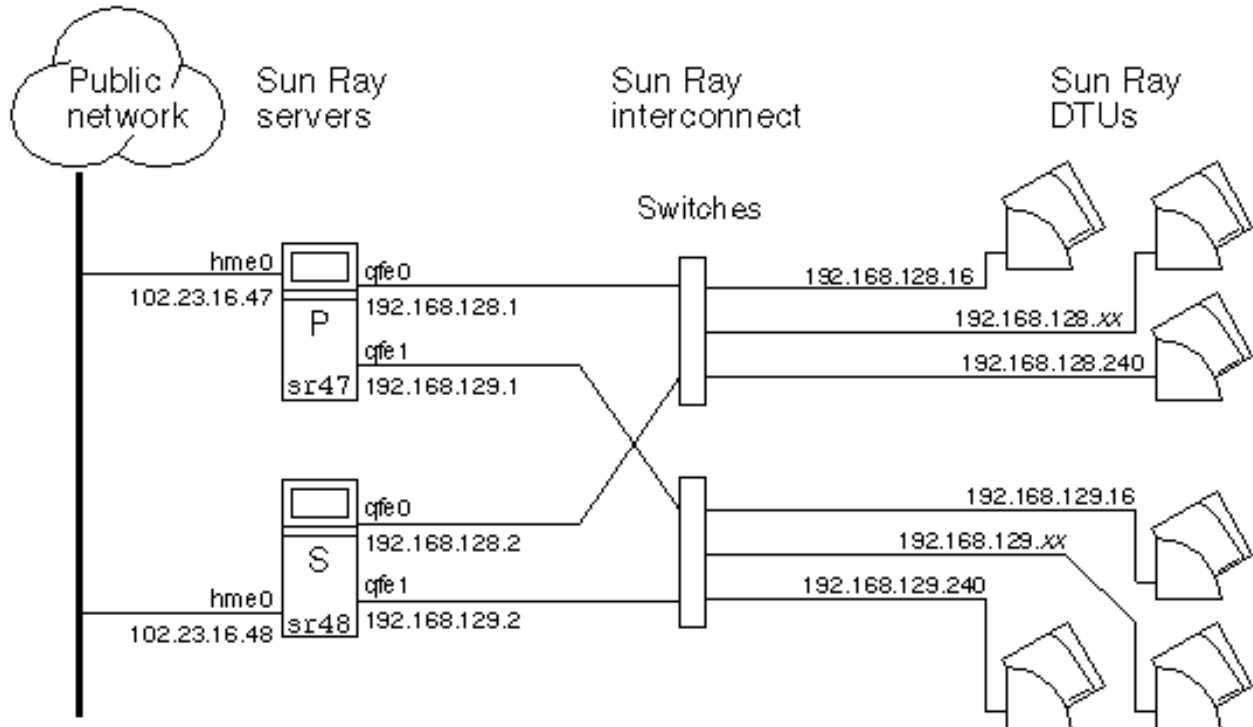 Public
network
Sun Ray
servers
Sun Ray
interconnect
Sun Ray
DTUs
Switches
hme0
102.23.16.47
P
sr47
qfe0
192.168.128.1
qfe1
192.168.129.1
192.168.128.16
192.168.128.xx
192.168.128.240
hme0
102.23.16.48
S
sr48
qfe0
192.168.128.2
qfe1
192.168.129.2
192.168.129.16
192.168.129.xx
192.168.129.240